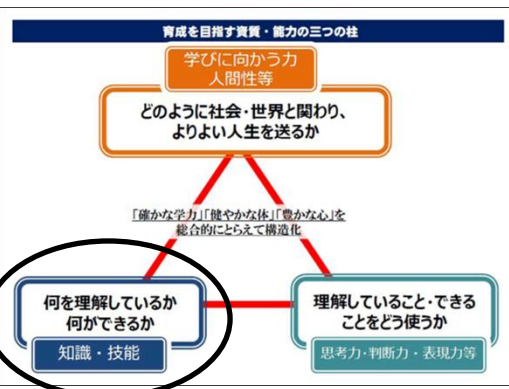 育成を目指す資質・能力の三つの柱
学びに向かう力
人間性等
どのように社会・世界と関わり、
よりよい人生を送るか
「確かな学力」「健やかな体」「豊かな心」を
総合的にとらえて構造化
何を理解しているか
何ができるか
知識・技能
理解していること・できる
ことをどう使うか
思考力・判断力・表現力等